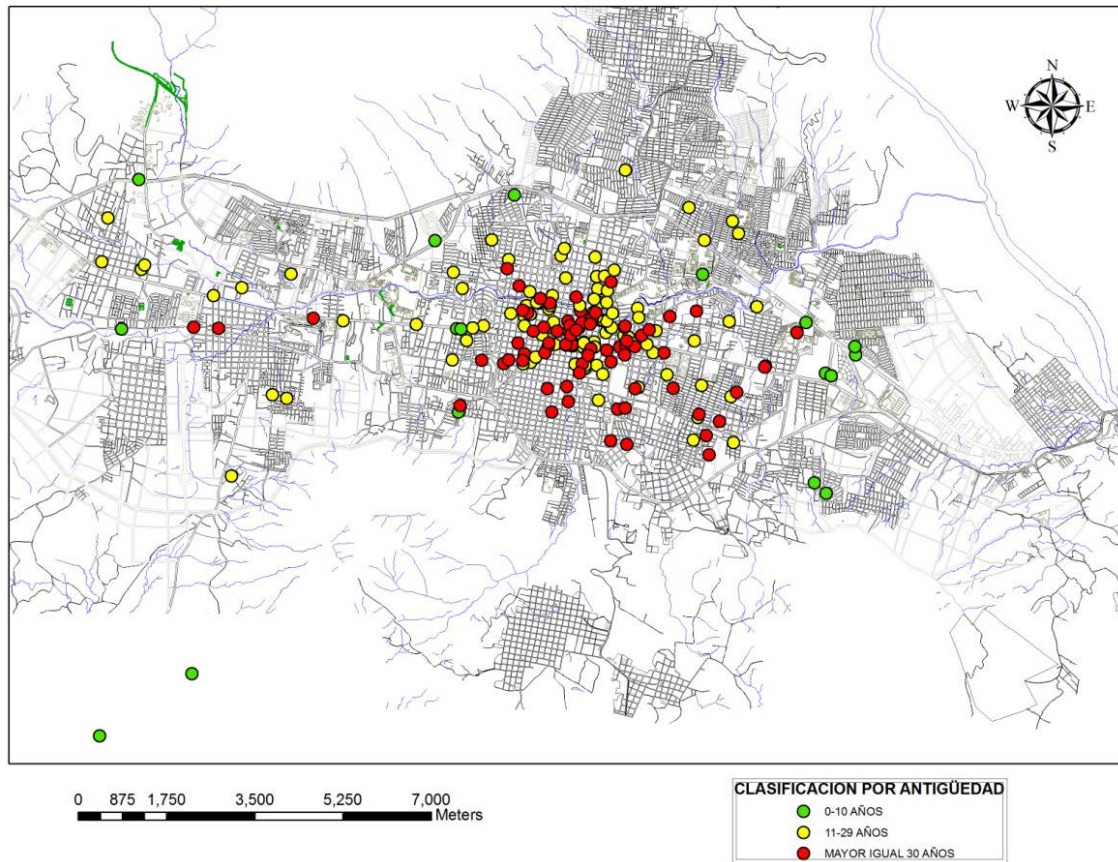 N
W E
S
0 875 1,750 3,500 5,250 7,000
Meters
CLASIFICACION POR ANTIGÜEDAD
0-10 AÑOS
11-29 AÑOS
MAYOR IGUAL 30 AÑOS